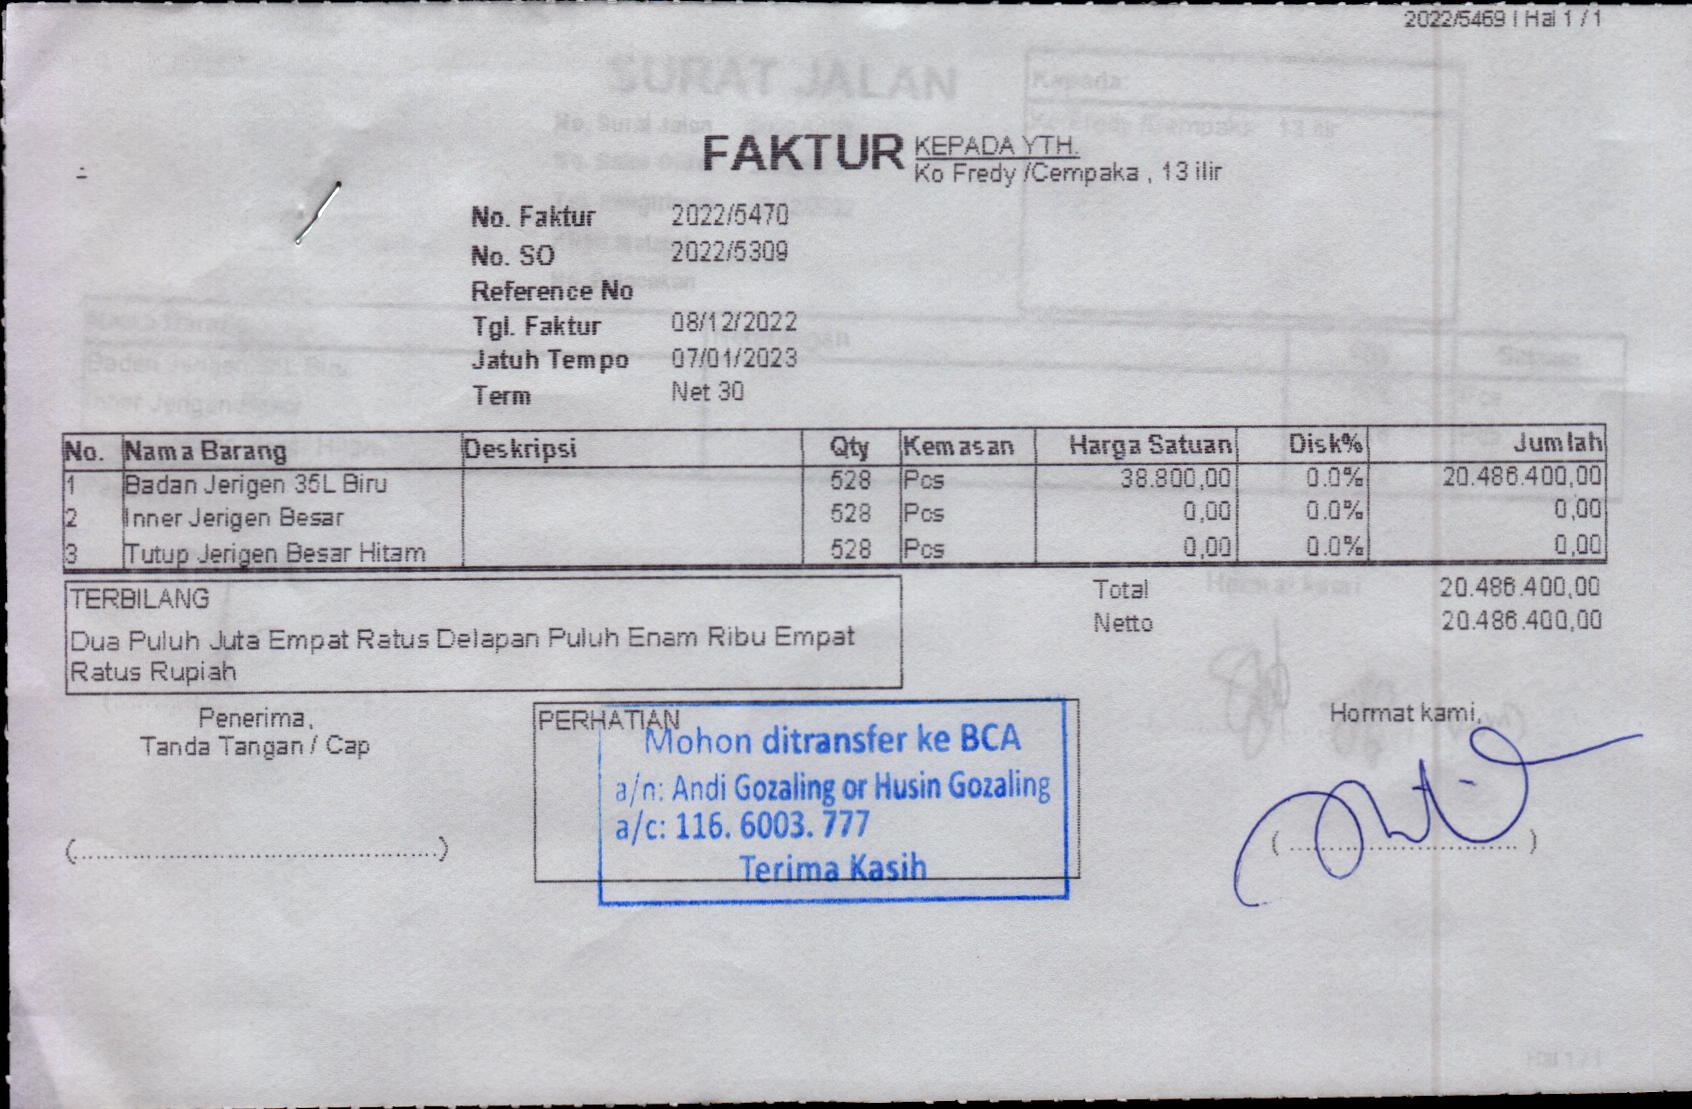 2022/5469 | Hal 1 / 1
FAKTUR
KEPADA YTH.
Ko Fredy /Cempaka , 13 ilir
No. Faktur 2022/5470
No. SO 2022/5309
Reference No
Tgl. Faktur 08/12/2022
Jatuh Tempo 07/01/2023
Term Net 30
No. Nama Barang Deskripsi Qty Kemasan Harga Satuan Disk% Jumlah
1 Badan Jerigen 35L Biru 528 Pcs 38.800,00 0.0% 20.486.400,00
2 Inner Jerigen Besar 528 Pcs 0,00 0.0% 0,00
3 Tutup Jerigen Besar Hitam 528 Pcs 0,00 0.0% 0,00
TERBILANG
Dua Puluh Juta Empat Ratus Delapan Puluh Enam Ribu Empat
Ratus Rupiah
Total 20.486.400,00
Netto 20.486.400,00
Penerima,
Tanda Tangan / Cap
(............................................)
PERHATIAN
Mohon ditransfer ke BCA
a/n: Andi Gozaling or Husin Gozaling
a/c: 116. 6003. 777
Terima Kasih
Hormat kami,
(..............................)